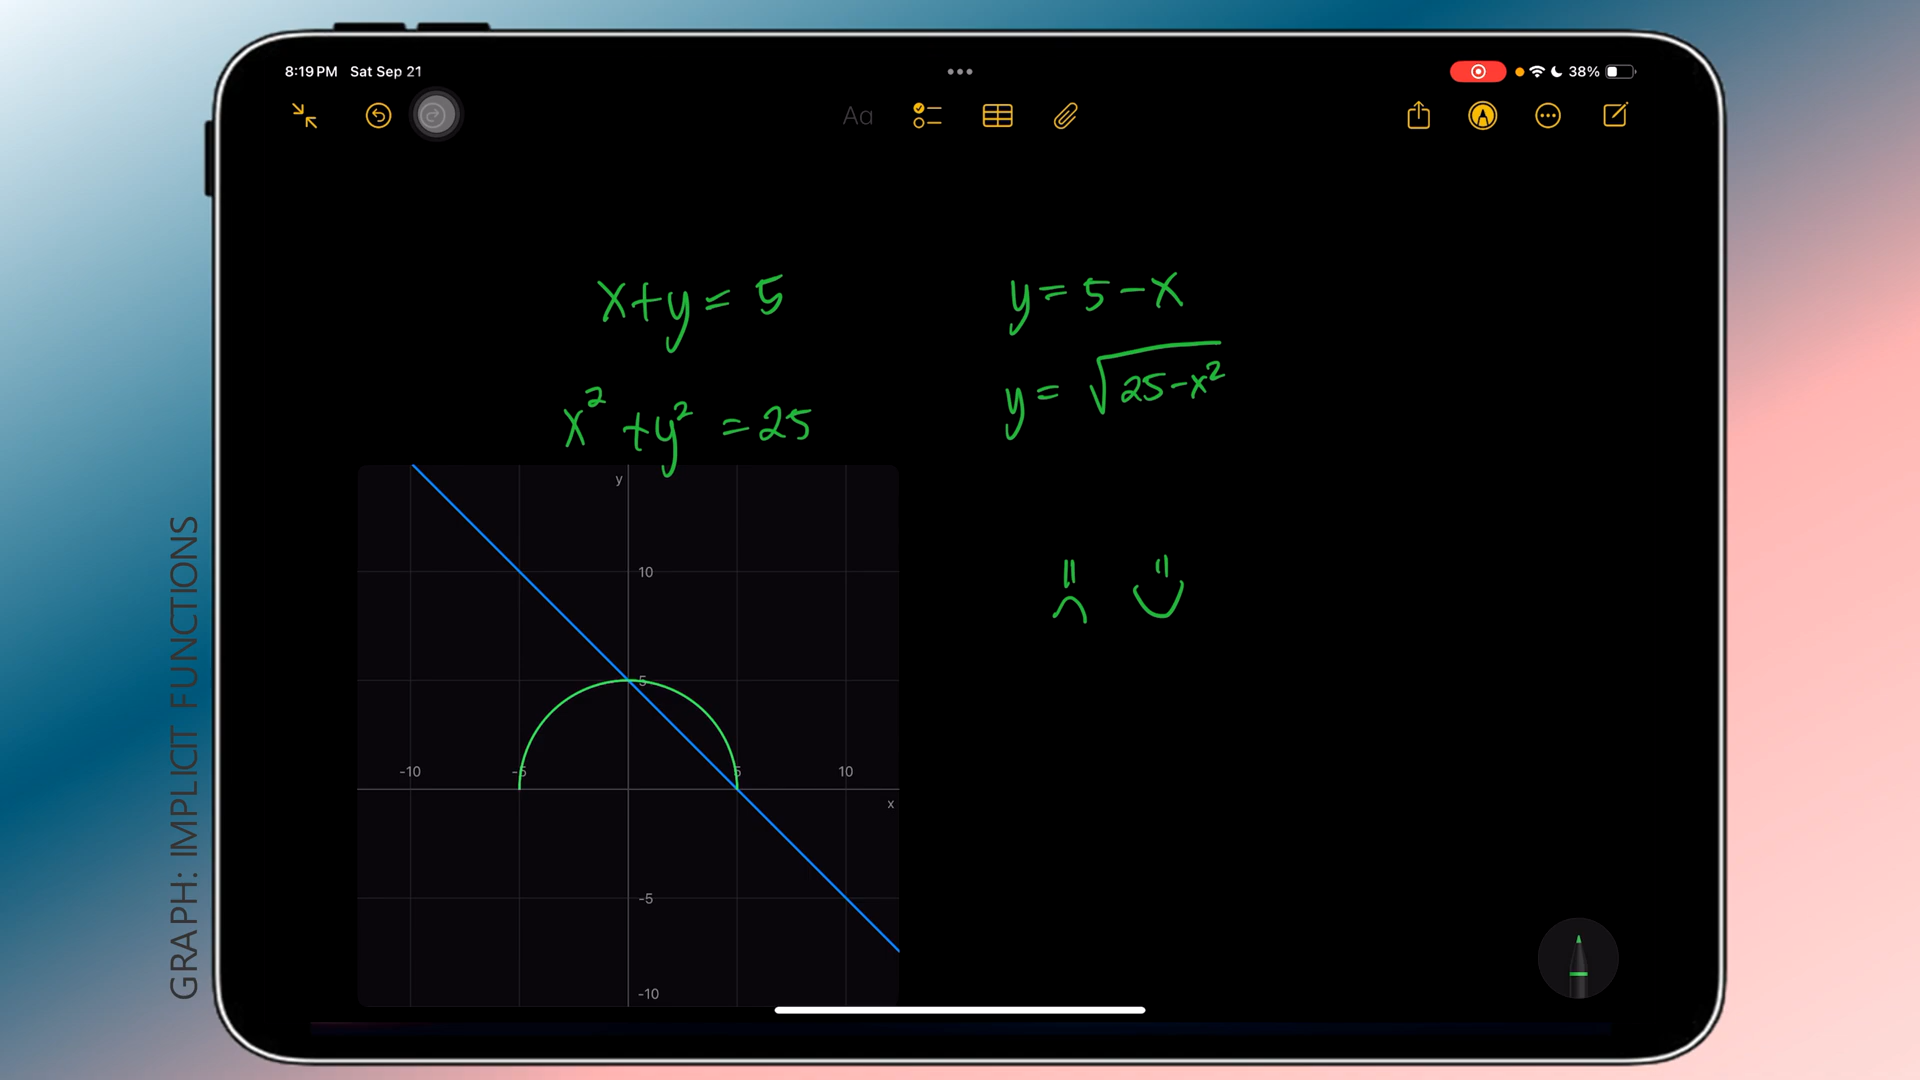 8:19 PM Sat Sep 21
38%
Aa
x+y= 5
y= 5-x
y= √25-x²
x² +y² =25
y
10
5
-10
-5
5
10
x
-5
-10
GRAPH: IMPLICIT FUNCTIONS